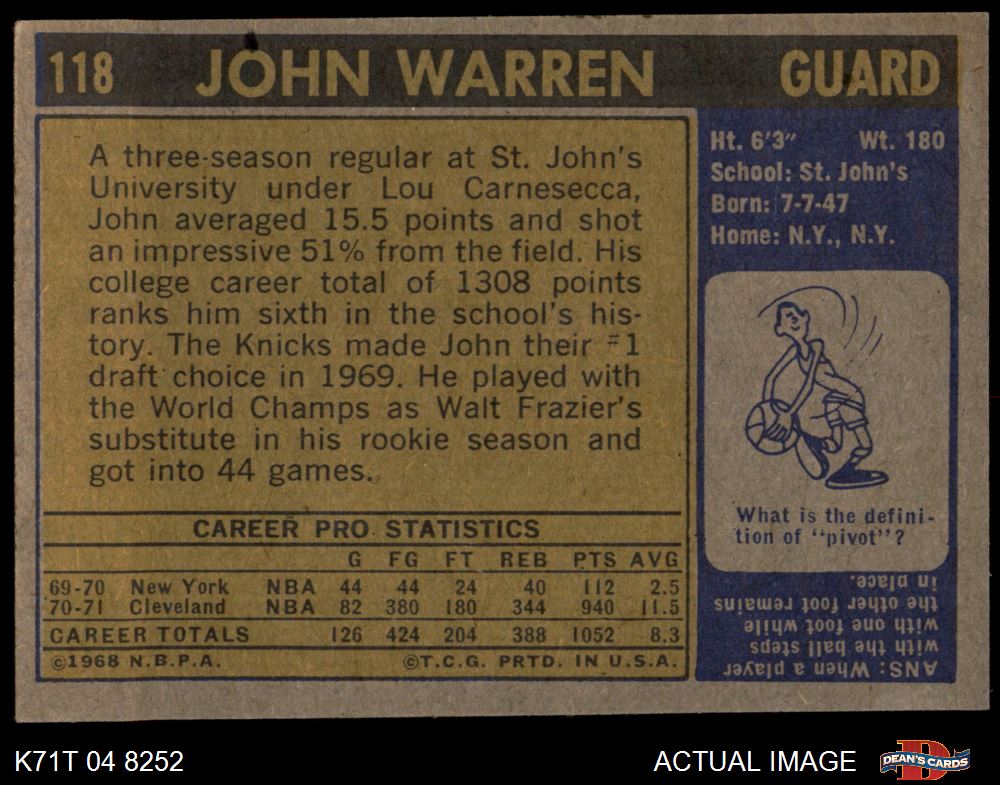 118 JOHN WARREN GUARD
A three-season regular at St. John's
University under Lou Carnesecca,
John averaged 15.5 points and shot
an impressive 51% from the field. His
college career total of 1308 points
ranks him sixth in the school's his-
tory. The Knicks made John their #1
draft choice in 1969. He played with
the World Champs as Walt Frazier's
substitute in his rookie season and
got into 44 games.
CAREER PRO STATISTICS
G FG FT REB PTS AVG
69-70 New York NBA 44 44 24 40 112 2.5
70-71 Cleveland NBA 82 380 180 344 940 11.5
CAREER TOTALS 126 424 204 388 1052 8.3
©1968 N.B.P.A. ©T.C.G. PRTD. IN U.S.A.
Ht. 6'3" Wt. 180
School: St. John's
Born: 7-7-47
Home: N.Y., N.Y.
What is the defini-
tion of "pivot"?
ANS: When a player
with the ball steps
with one foot while
the other foot remains
in place.
K71T 04 8252 ACTUAL IMAGE
D
DEAN'S CARDS